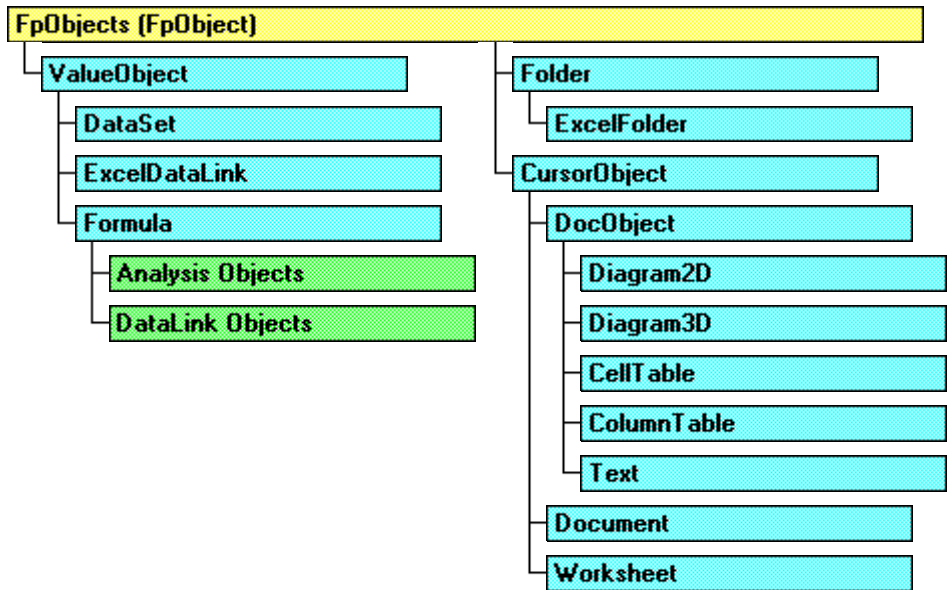 FpObjects (FpObject)
ValueObject
DataSet
ExcelDataLink
Formula
Analysis Objects
DataLink Objects
Folder
ExcelFolder
CursorObject
DocObject
Diagram2D
Diagram3D
CellTable
ColumnTable
Text
Document
Worksheet